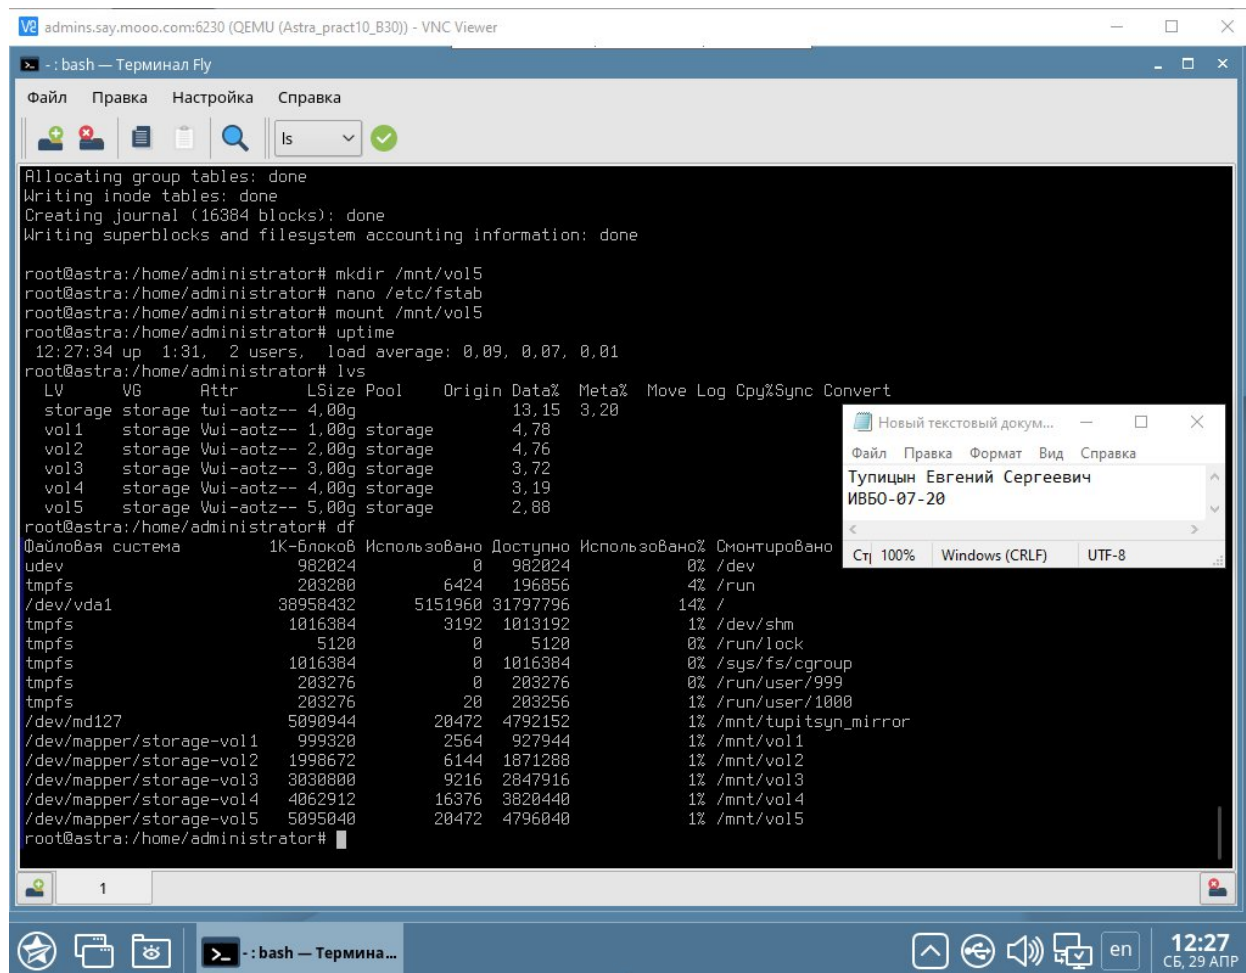 admins.say.mooo.com:6230 (QEMU (Astra_pract10_B30)) - VNC Viewer
- : bash — Терминал Fly
Файл Правка Настройка Справка
ls
Allocating group tables: done
Writing inode tables: done
Creating journal (16384 blocks): done
Writing superblocks and filesystem accounting information: done
root@astra:/home/administrator# mkdir /mnt/vol5
root@astra:/home/administrator# nano /etc/fstab
root@astra:/home/administrator# mount /mnt/vol5
root@astra:/home/administrator# uptime
12:27:34 up 1:31, 2 users, load average: 0,09, 0,07, 0,01
root@astra:/home/administrator# lvs
LV VG Attr LSize Pool Origin Data% Meta% Move Log Cpy%Sync Convert
storage storage twi-aotz-- 4,00g 13,15 3,20
vol1 storage Vwi-aotz-- 1,00g storage 4,78
vol2 storage Vwi-aotz-- 2,00g storage 4,76
vol3 storage Vwi-aotz-- 3,00g storage 3,72
vol4 storage Vwi-aotz-- 4,00g storage 3,19
vol5 storage Vwi-aotz-- 5,00g storage 2,88
root@astra:/home/administrator# df
Файловая система 1K-блоков Использовано Доступно Использовано% Смонтировано
udev 982024 0 982024 0% /dev
tmpfs 203280 6424 196856 4% /run
/dev/vda1 38958432 5151960 31797796 14% /
tmpfs 1016384 3192 1013192 1% /dev/shm
tmpfs 5120 0 5120 0% /run/lock
tmpfs 1016384 0 1016384 0% /sys/fs/cgroup
tmpfs 203276 0 203276 0% /run/user/999
tmpfs 203276 20 203256 1% /run/user/1000
/dev/md127 5090944 20472 4792152 1% /mnt/tupitsyn_mirror
/dev/mapper/storage-vol1 999320 2564 927944 1% /mnt/vol1
/dev/mapper/storage-vol2 1998672 6144 1871288 1% /mnt/vol2
/dev/mapper/storage-vol3 3030800 9216 2847916 1% /mnt/vol3
/dev/mapper/storage-vol4 4062912 16376 3820440 1% /mnt/vol4
/dev/mapper/storage-vol5 5095040 20472 4796040 1% /mnt/vol5
root@astra:/home/administrator#
Новый текстовый докум...
Файл Правка Формат Вид Справка
Тупицын Евгений Сергеевич
ИВБО-07-20
100% Windows (CRLF) UTF-8
1
- : bash — Термина...
en
12:27
СБ, 29 АПР